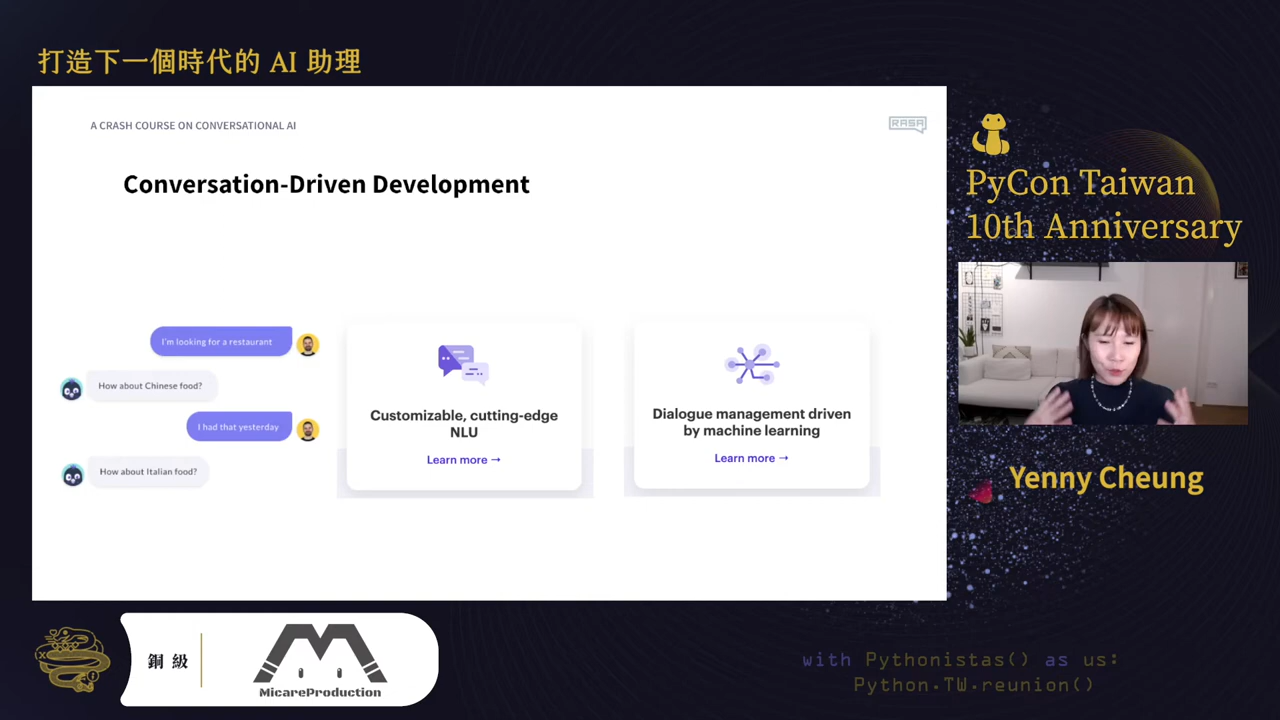 打造下一個時代的 AI 助理
A CRASH COURSE ON CONVERSATIONAL AI
RASA
Conversation-Driven Development
I'm looking for a restaurant
How about Chinese food?
I had that yesterday
How about Italian food?
Customizable, cutting-edge
NLU
Learn more →
Dialogue management driven
by machine learning
Learn more →
PyCon Taiwan
10th Anniversary
Yenny Cheung
銅級
MicareProduction
with Pythonistas() as us:
Python.TW.reunion()